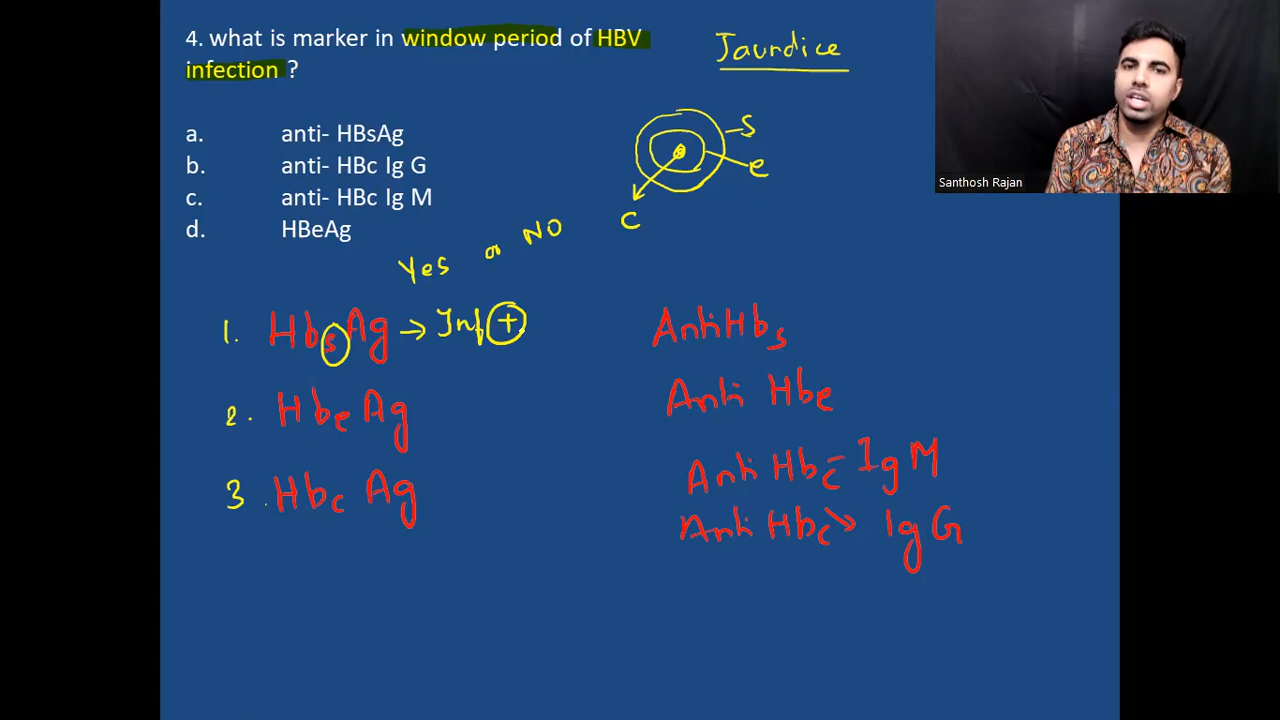 4. what is marker in window period of HBV
infection ?
Jaundice
a. anti- HBsAg
b. anti- HBc Ig G
c. anti- HBc Ig M
d. HBeAg
s
e
c
Yes or NO
1. HbsAg → Inf +
2. HbeAg
3. HbcAg
Anti Hbs
Anti Hbe
Anti Hbc - IgM
Anti Hbc > IgG
Santhosh Rajan